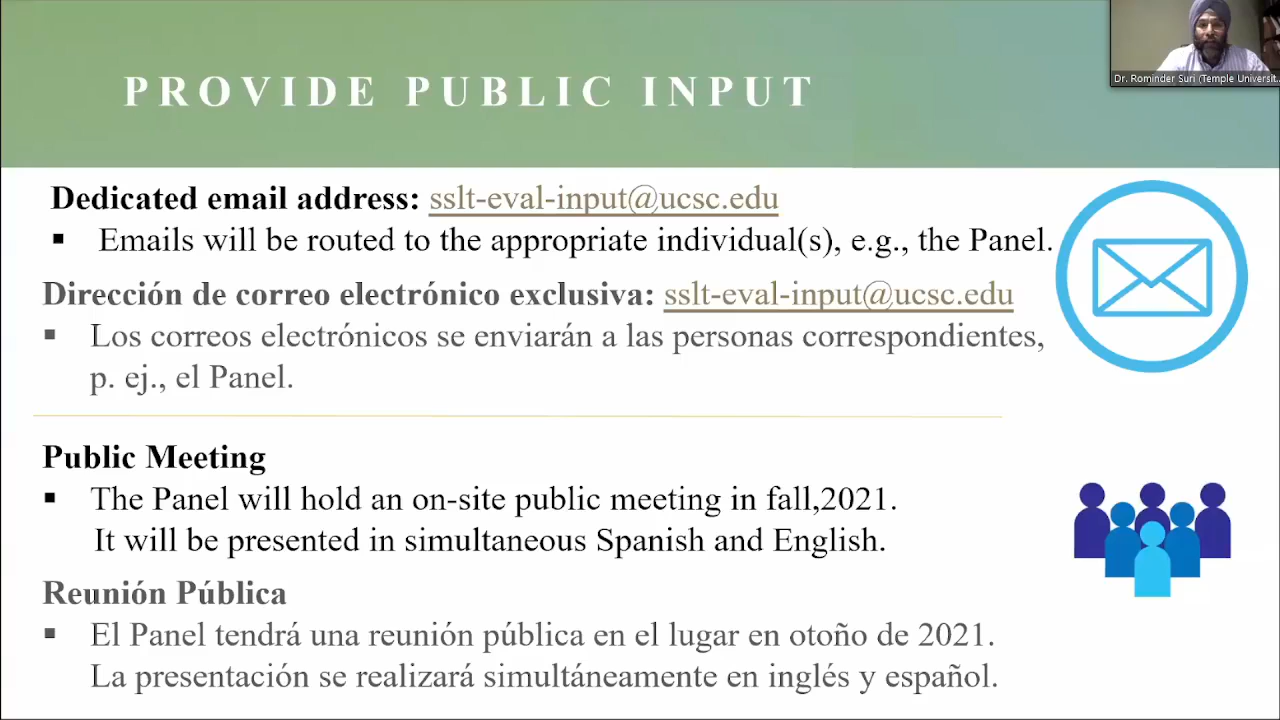 PROVIDE PUBLIC INPUT
Dr. Rominder Suri (Temple Universit...
Dedicated email address: sslt-eval-input@ucsc.edu
▪ Emails will be routed to the appropriate individual(s), e.g., the Panel.
Dirección de correo electrónico exclusiva: sslt-eval-input@ucsc.edu
▪ Los correos electrónicos se enviarán a las personas correspondientes,
p. ej., el Panel.
Public Meeting
▪ The Panel will hold an on-site public meeting in fall,2021.
It will be presented in simultaneous Spanish and English.
Reunión Pública
▪ El Panel tendrá una reunión pública en el lugar en otoño de 2021.
La presentación se realizará simultáneamente en inglés y español.